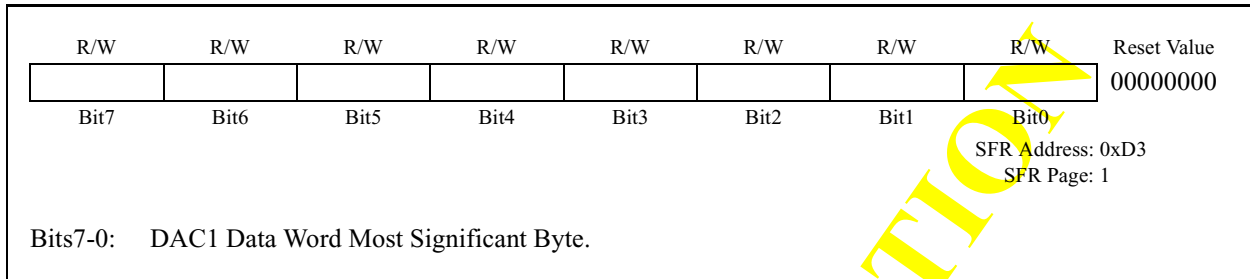 R/W R/W R/W R/W R/W R/W R/W R/W Reset Value
00000000
Bit7 Bit6 Bit5 Bit4 Bit3 Bit2 Bit1 Bit0
SFR Address: 0xD3
SFR Page: 1
TION
Bits7-0: DAC1 Data Word Most Significant Byte.